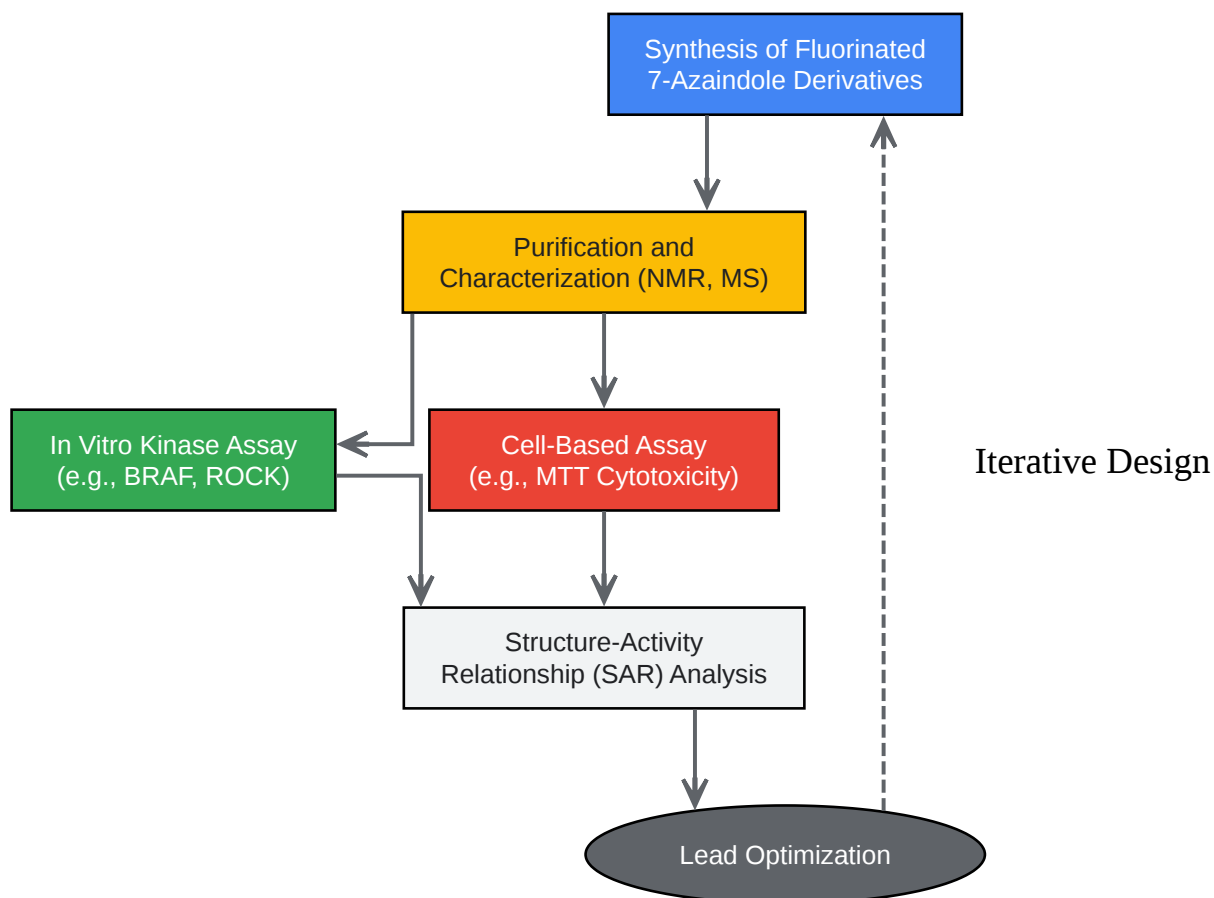 Synthesis of Fluorinated
7-Azaindole Derivatives
Purification and
Characterization (NMR, MS)
In Vitro Kinase Assay
(e.g., BRAF, ROCK)
Cell-Based Assay
(e.g., MTT Cytotoxicity)
Iterative Design
Structure-Activity
Relationship (SAR) Analysis
Lead Optimization